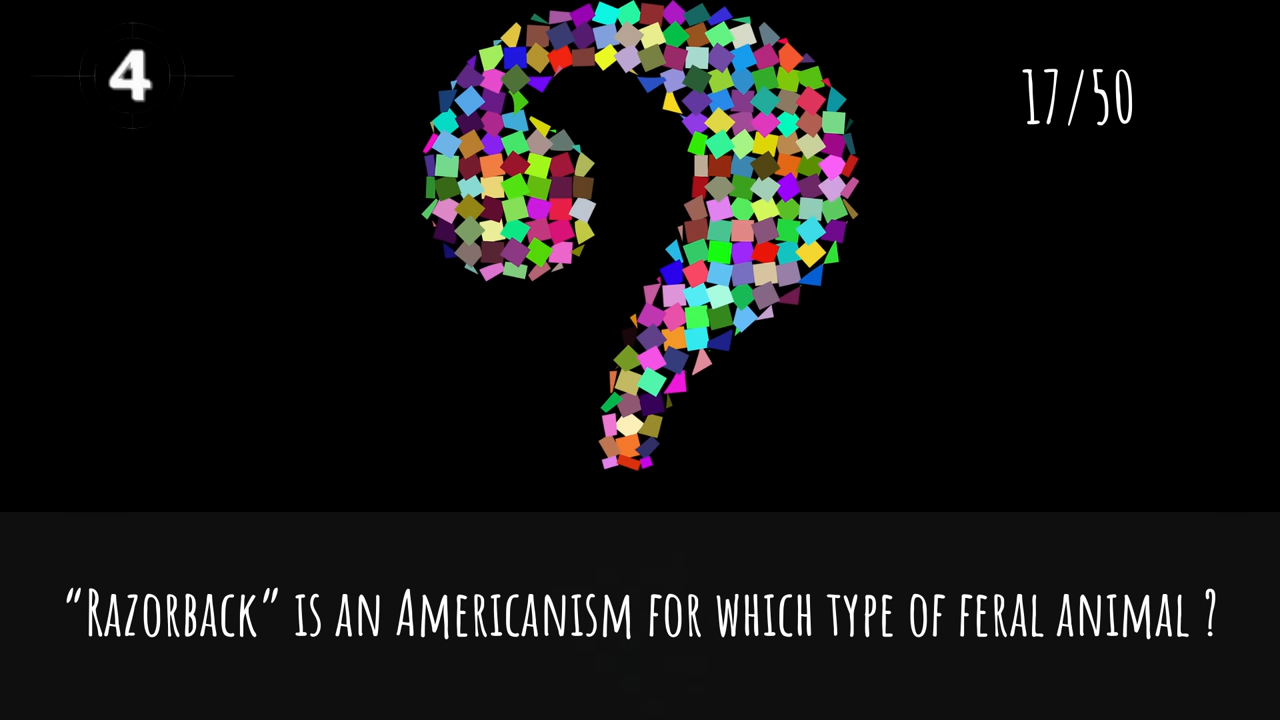 4
17/50
“Razorback” is an Americanism for which type of feral animal ?